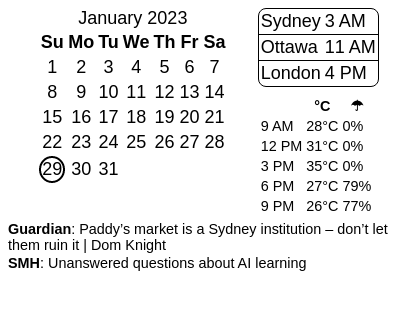 January 2023
Su Mo Tu We Th Fr Sa
1 2 3 4 5 6 7
8 9 10 11 12 13 14
15 16 17 18 19 20 21
22 23 24 25 26 27 28
29 30 31
Sydney 3 AM
Ottawa 11 AM
London 4 PM
°C ☂
9 AM 28°C 0%
12 PM 31°C 0%
3 PM 35°C 0%
6 PM 27°C 79%
9 PM 26°C 77%
Guardian: Paddy’s market is a Sydney institution – don’t let
them ruin it | Dom Knight
SMH: Unanswered questions about AI learning